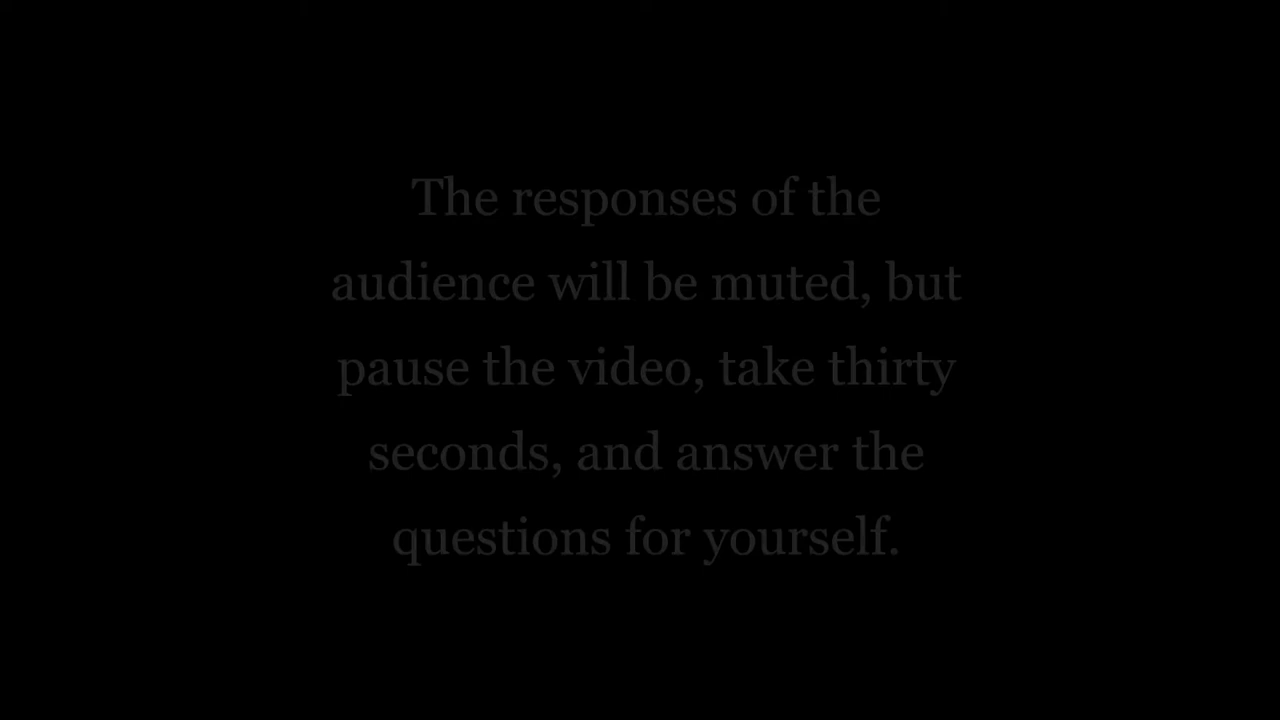 The responses of the
audience will be muted, but
pause the video, take thirty
seconds, and answer the
questions for yourself.